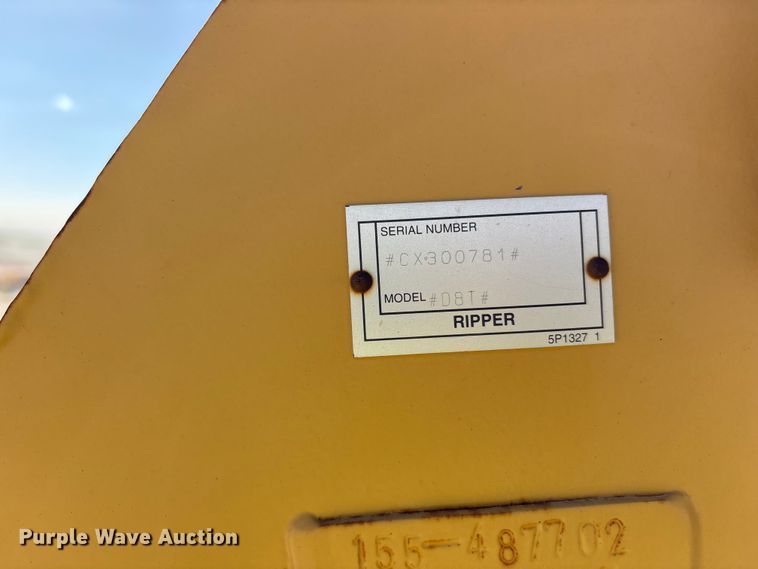 SERIAL NUMBER
#CX300781#
MODEL #D8T#
RIPPER
5P1327 1
155-4877 02
Purple Wave Auction®